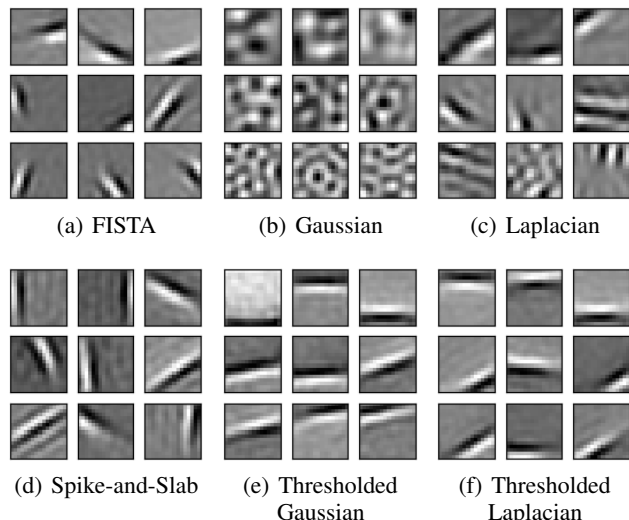 (a) FISTA
(b) Gaussian
(c) Laplacian
(d) Spike-and-Slab
(e) Thresholded
Gaussian
(f) Thresholded
Laplacian